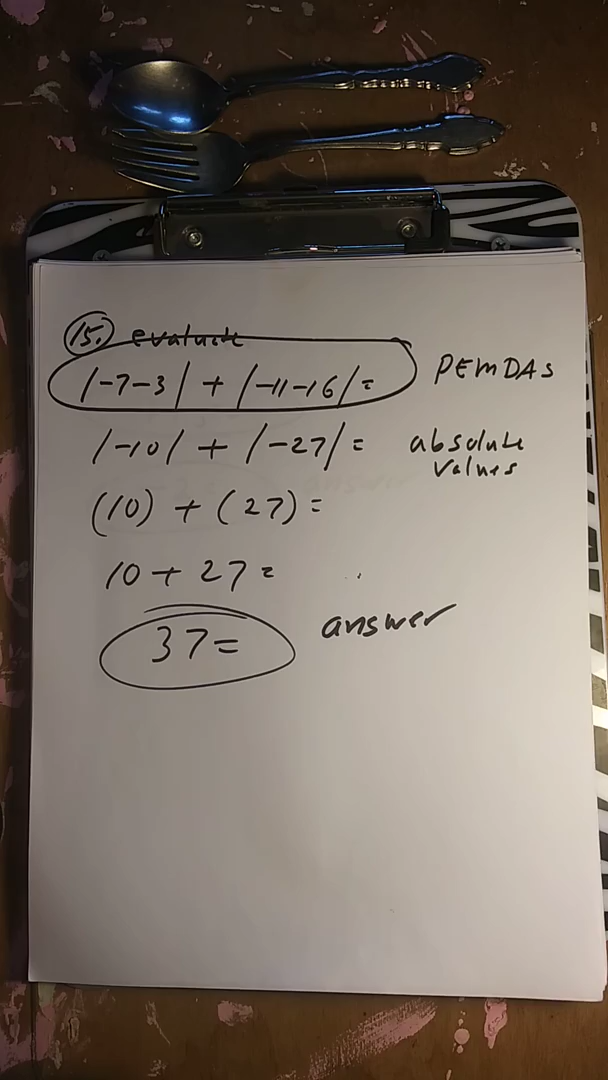 15. evaluate
|-7-3| + |-11-16| =
PEMDAS
|-10| + |-27| =
absolute
values
(10) + (27) =
10 + 27 =
37 =
answer